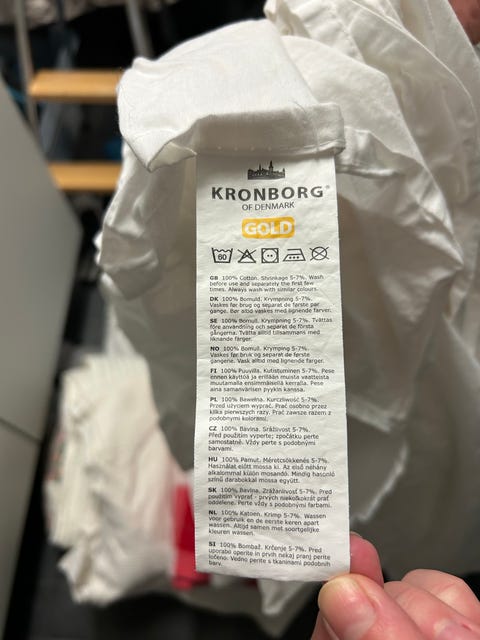 KRONBORG®
OF DENMARK
GOLD
60
GB 100% Cotton. Shrinkage 5-7%. Wash
before use and separately the first few
times. Always wash with similar colours.
DK 100% Bomuld. Krympning 5-7%.
Vaskes før brug og separat de første par
gange. Bør altid vaskes med lignende farver.
SE 100% Bomull. Krympning 5-7%. Tvättas
före användning och separat de första
gångerna. Tvätta alltid tillsammans med
liknande färger.
NO 100% Bomull. Krymping 5-7%.
Vaskes før bruk og separat de første
gangene. Vask altid med lignende farger.
FI 100% Puuvilla. Kutistuminen 5-7%. Pese
ennen käyttöä ja erillään muista vaatteista
muutamalla ensimmäisellä kerralla. Pese
aina samanvärisen pyykin kanssa.
PL 100% Bawełna. Kurczliwość 5-7%.
Przed użyciem wyprać. Prać osobno przez
kilka pierwszych razy. Prać zawsze razem z
podobnymi kolorami.
CZ 100% Bavlna. Sráživost 5-7%.
Před použitím vyperte; zpočátku perte
samostatně. Vždy perte s podobnými
barvami.
HU 100% Pamut. Méretcsökkenés 5-7%.
Használat előtt mossa ki. Az első néhány
alkalommal külön mosandó. Mindig hasonló
színű darabokkal mossa együtt.
SK 100% Bavlna. Zrážanlivosť 5-7%. Pred
použitím vyprať - prvých niekoľkokrát prať
oddelene. Perte vždy s podobnými farbami.
NL 100% Katoen. Krimp 5-7%. Wassen
voor gebruik en de eerste keren apart
wassen. Altijd samen met soortgelijke
kleuren wassen.
SI 100% Bombaž. Krčenje 5-7%. Pred
uporabo operite in prvih nekaj pranj perite
ločeno. Vedno perite s tkaninami podobnih
barv.